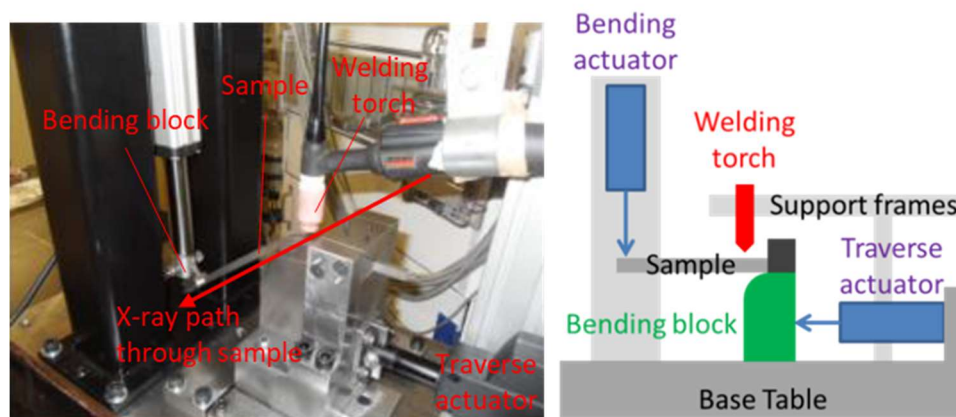 Sample
Welding
torch
Bending block
X-ray path
through sample
Traverse
actuator
Bending
actuator
Welding
torch
Support frames
Sample
Traverse
actuator
Bending block
Base Table